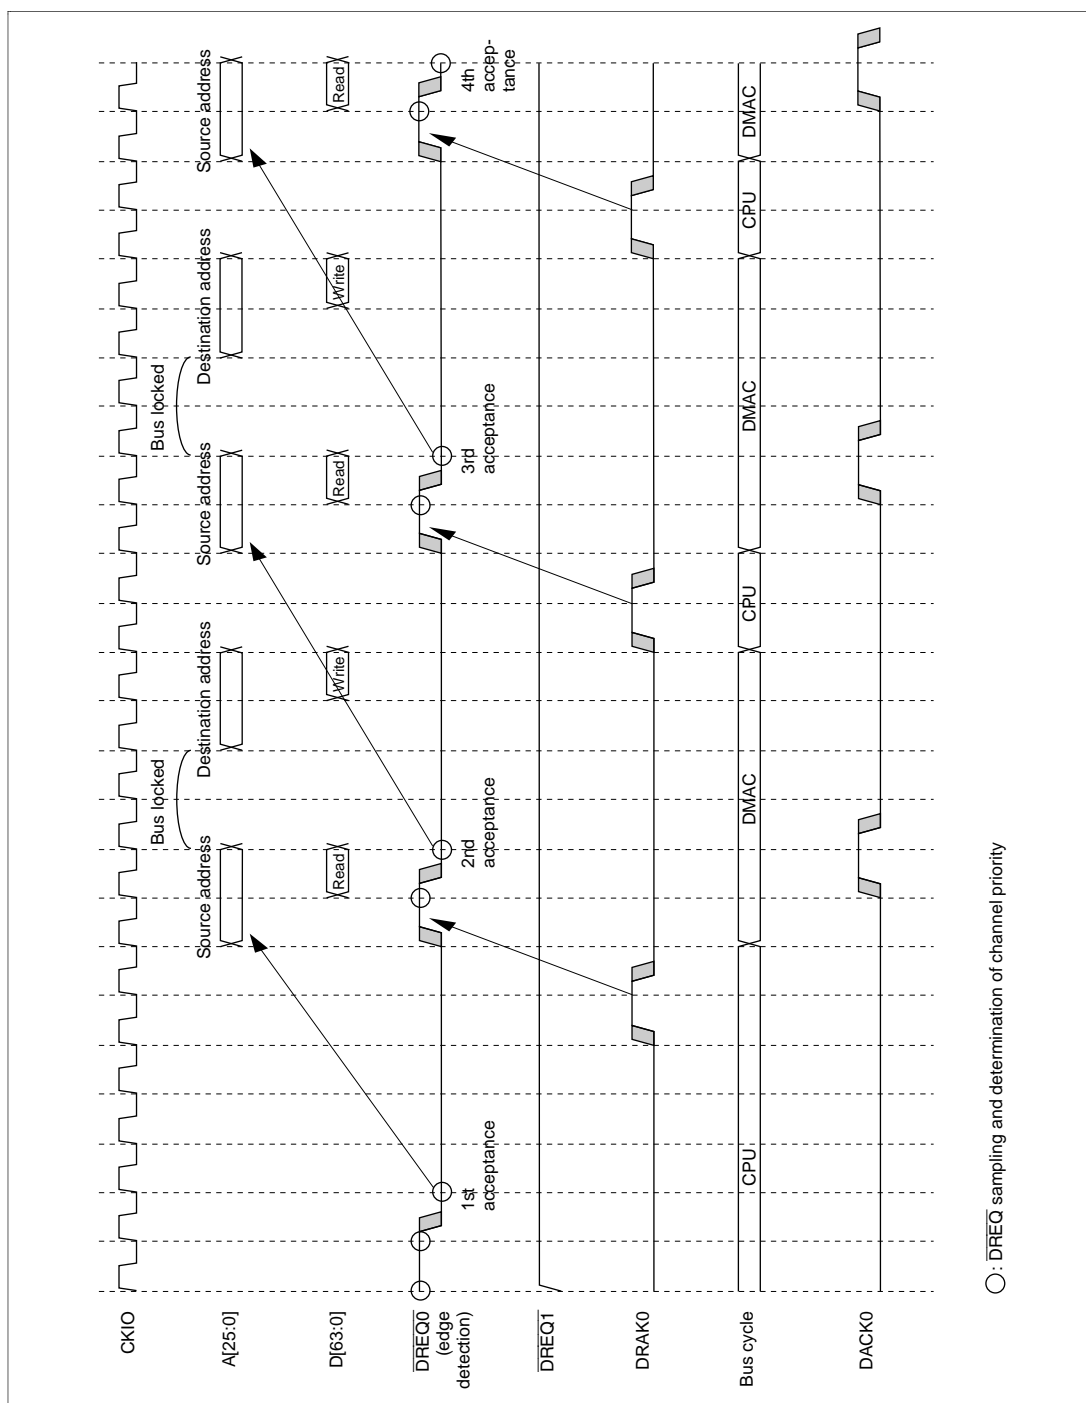 CKIO
Bus locked
Bus locked
A[25:0]
Source address
Destination address
Source address
Destination address
Source address
D[63:0]
Read
Write
Read
Write
Read
DREQ0
(edge
detection)
1st
acceptance
2nd
acceptance
3rd
acceptance
4th
accep-
tance
DREQ1
DRAK0
Bus cycle
CPU
DMAC
CPU
DMAC
CPU
DMAC
DACK0
: DREQ sampling and determination of channel priority